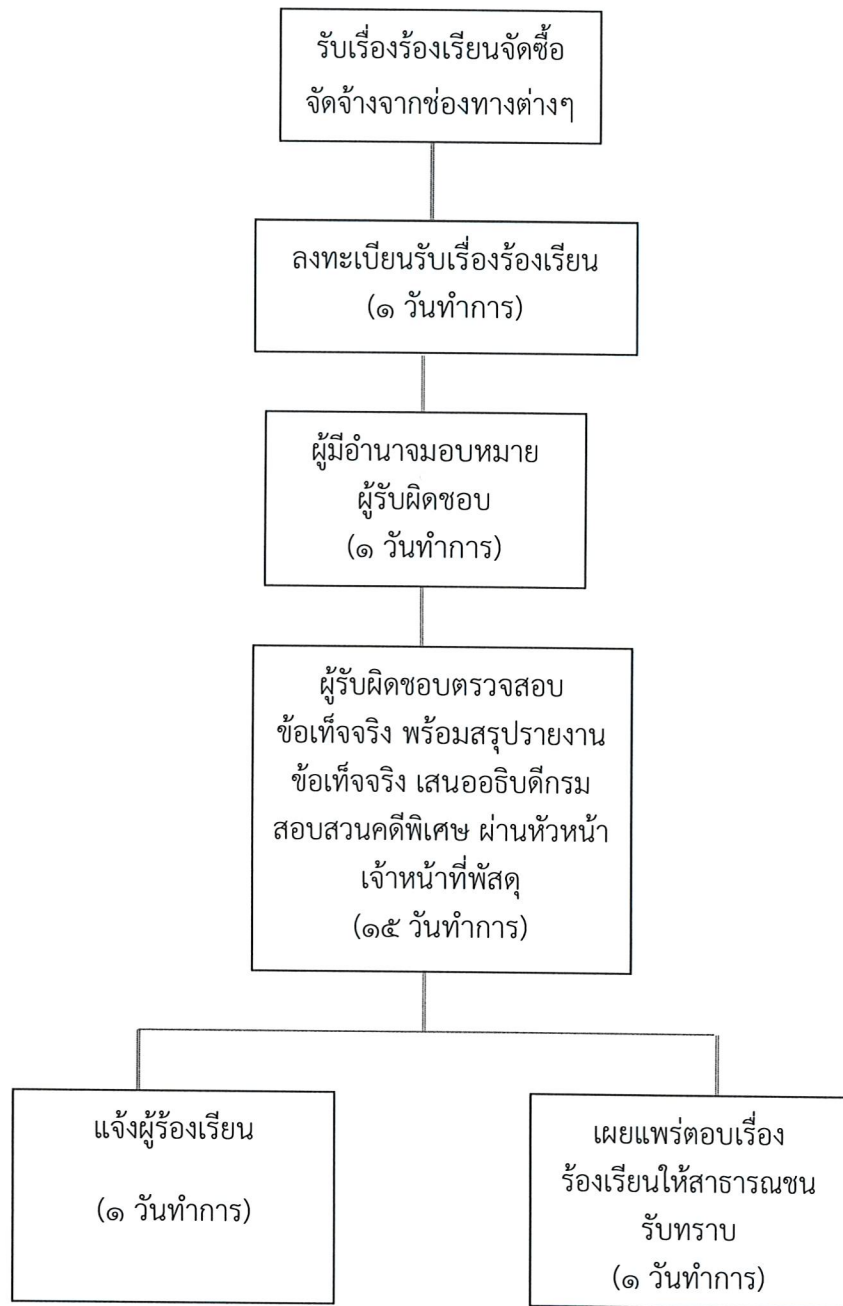 รับเรื่องร้องเรียนจัดซื้อ
จัดจ้างจากช่องทางต่างๆ
ลงทะเบียนรับเรื่องร้องเรียน
(๑ วันทำการ)
ผู้มีอำนาจมอบหมาย
ผู้รับผิดชอบ
(๑ วันทำการ)
ผู้รับผิดชอบตรวจสอบ
ข้อเท็จจริง พร้อมสรุปรายงาน
ข้อเท็จจริง เสนออธิบดีกรม
สอบสวนคดีพิเศษ ผ่านหัวหน้า
เจ้าหน้าที่พัสดุ
(๑๕ วันทำการ)
แจ้งผู้ร้องเรียน
(๑ วันทำการ)
เผยแพร่ตอบเรื่อง
ร้องเรียนให้สาธารณชน
รับทราบ
(๑ วันทำการ)